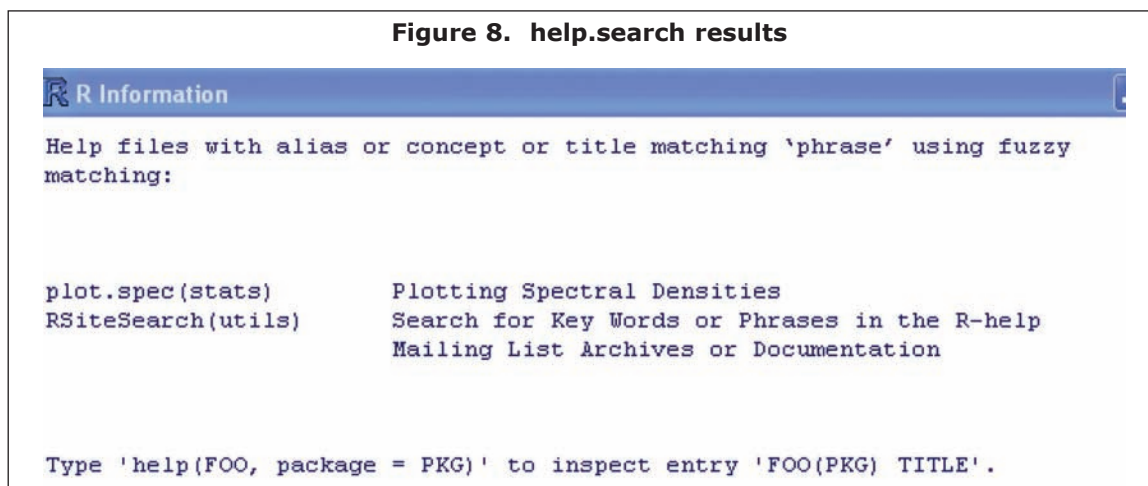 Figure 8. help.search results
R R Information
Help files with alias or concept or title matching ‘phrase’ using fuzzy
matching:
plot.spec(stats) Plotting Spectral Densities
RSiteSearch(utils) Search for Key Words or Phrases in the R-help
Mailing List Archives or Documentation
Type 'help(FOO, package = PKG)' to inspect entry 'FOO(PKG) TITLE'.